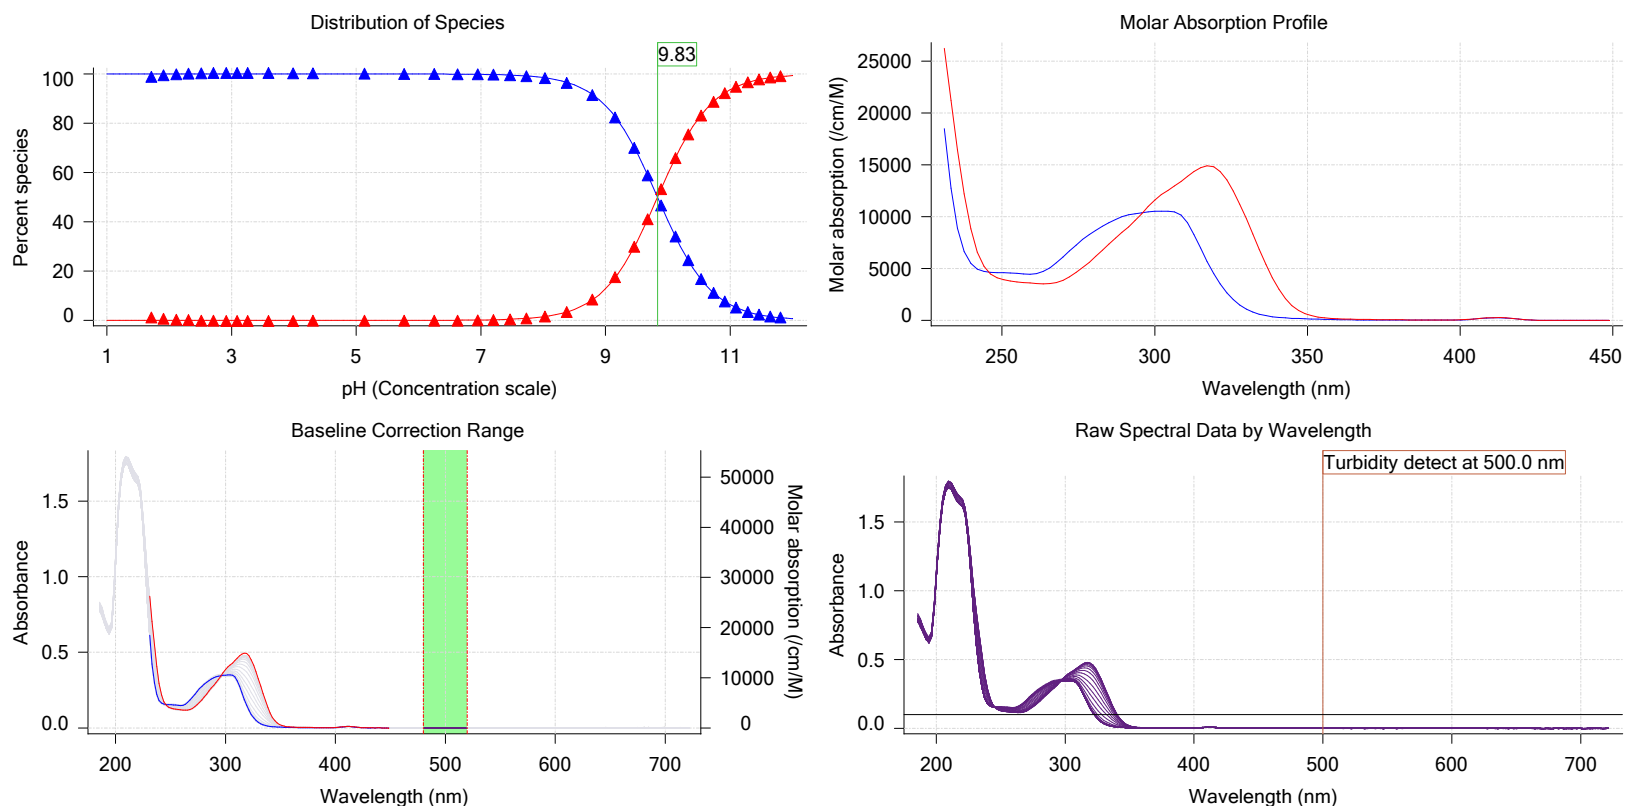 Distribution of Species
9.83
Percent species
100
80
60
40
20
0
1 3 5 7 9 11
pH (Concentration scale)
Molar Absorption Profile
Molar absorption (/cm/M)
25000
20000
15000
10000
5000
0
250 300 350 400 450
Wavelength (nm)
Baseline Correction Range
Absorbance
1.5
1.0
0.5
0.0
50000
40000
30000
20000
10000
0
Molar absorption (/cm/M)
200 300 400 500 600 700
Wavelength (nm)
Raw Spectral Data by Wavelength
Turbidity detect at 500.0 nm
Absorbance
1.5
1.0
0.5
0.0
200 300 400 500 600 700
Wavelength (nm)